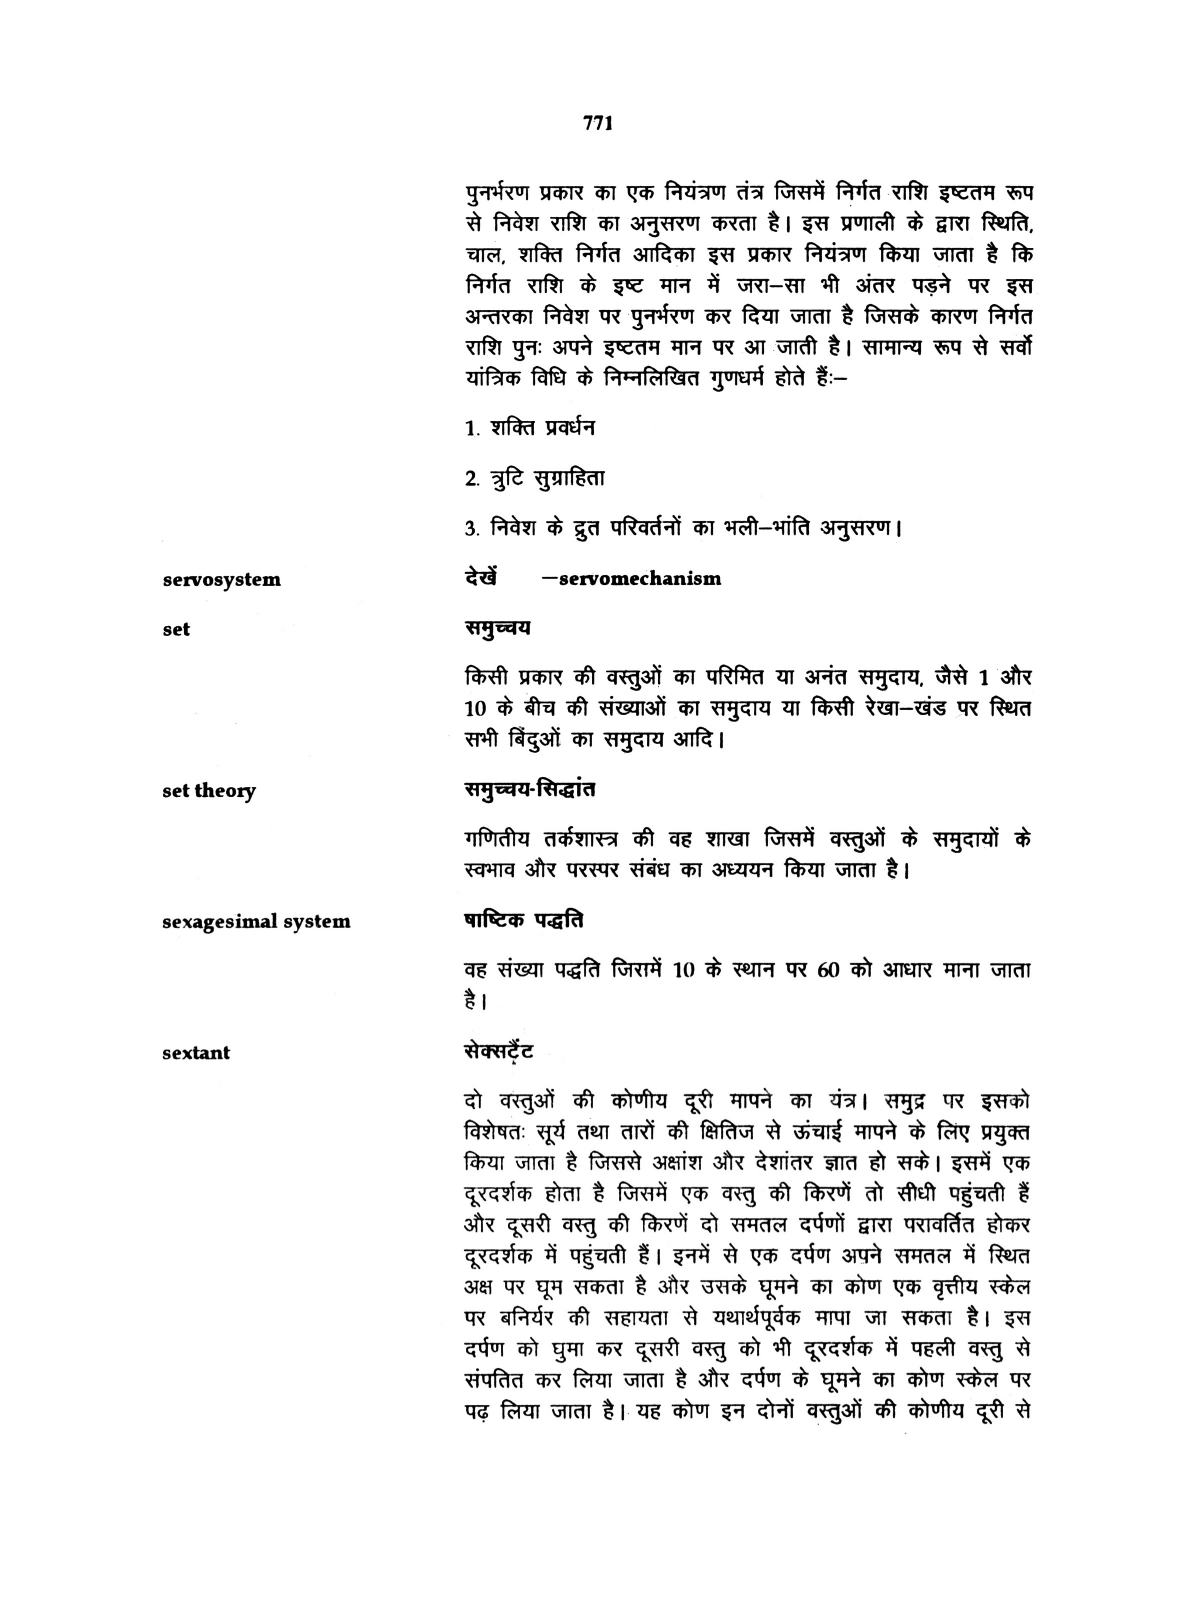 771
पुनर्भरण प्रकार का एक नियंत्रण तंत्र जिसमें निर्गत राशि इष्टतम रूप
से निवेश राशि का अनुसरण करता है। इस प्रणाली के द्वारा स्थिति,
चाल, शक्ति निर्गत आदिका इस प्रकार नियंत्रण किया जाता है कि
निर्गत राशि के इष्ट मान में जरा–सा भी अंतर पड़ने पर इस
अन्तरका निवेश पर पुनर्भरण कर दिया जाता है जिसके कारण निर्गत
राशि पुनः अपने इष्टतम मान पर आ जाती है। सामान्य रूप से सर्वो
यांत्रिक विधि के निम्नलिखित गुणधर्म होते हैंः–
1. शक्ति प्रवर्धन
2. त्रुटि सुग्राहिता
3. निवेश के द्रुत परिवर्तनों का भली–भांति अनुसरण।
servosystem देखें –servomechanism
set समुच्चय
किसी प्रकार की वस्तुओं का परिमित या अनंत समुदाय, जैसे 1 और
10 के बीच की संख्याओं का समुदाय या किसी रेखा–खंड पर स्थित
सभी बिंदुओं का समुदाय आदि।
set theory समुच्चय-सिद्धांत
गणितीय तर्कशास्त्र की वह शाखा जिसमें वस्तुओं के समुदायों के
स्वभाव और परस्पर संबंध का अध्ययन किया जाता है।
sexagesimal system षाष्टिक पद्धति
वह संख्या पद्धति जिरामें 10 के स्थान पर 60 को आधार माना जाता
है।
sextant सेक्सटैंट
दो वस्तुओं की कोणीय दूरी मापने का यंत्र। समुद्र पर इसको
विशेषतः सूर्य तथा तारों की क्षितिज से ऊंचाई मापने के लिए प्रयुक्त
किया जाता है जिससे अक्षांश और देशांतर ज्ञात हो सके। इसमें एक
दूरदर्शक होता है जिसमें एक वस्तु की किरणें तो सीधी पहुंचती हैं
और दूसरी वस्तु की किरणें दो समतल दर्पणों द्वारा परावर्तित होकर
दूरदर्शक में पहुंचती हैं। इनमें से एक दर्पण अपने समतल में स्थित
अक्ष पर घूम सकता है और उसके घूमने का कोण एक वृत्तीय स्केल
पर बनिर्यर की सहायता से यथार्थपूर्वक मापा जा सकता है। इस
दर्पण को घुमा कर दूसरी वस्तु को भी दूरदर्शक में पहली वस्तु से
संपतित कर लिया जाता है और दर्पण के घूमने का कोण स्केल पर
पढ़ लिया जाता है। यह कोण इन दोनों वस्तुओं की कोणीय दूरी से